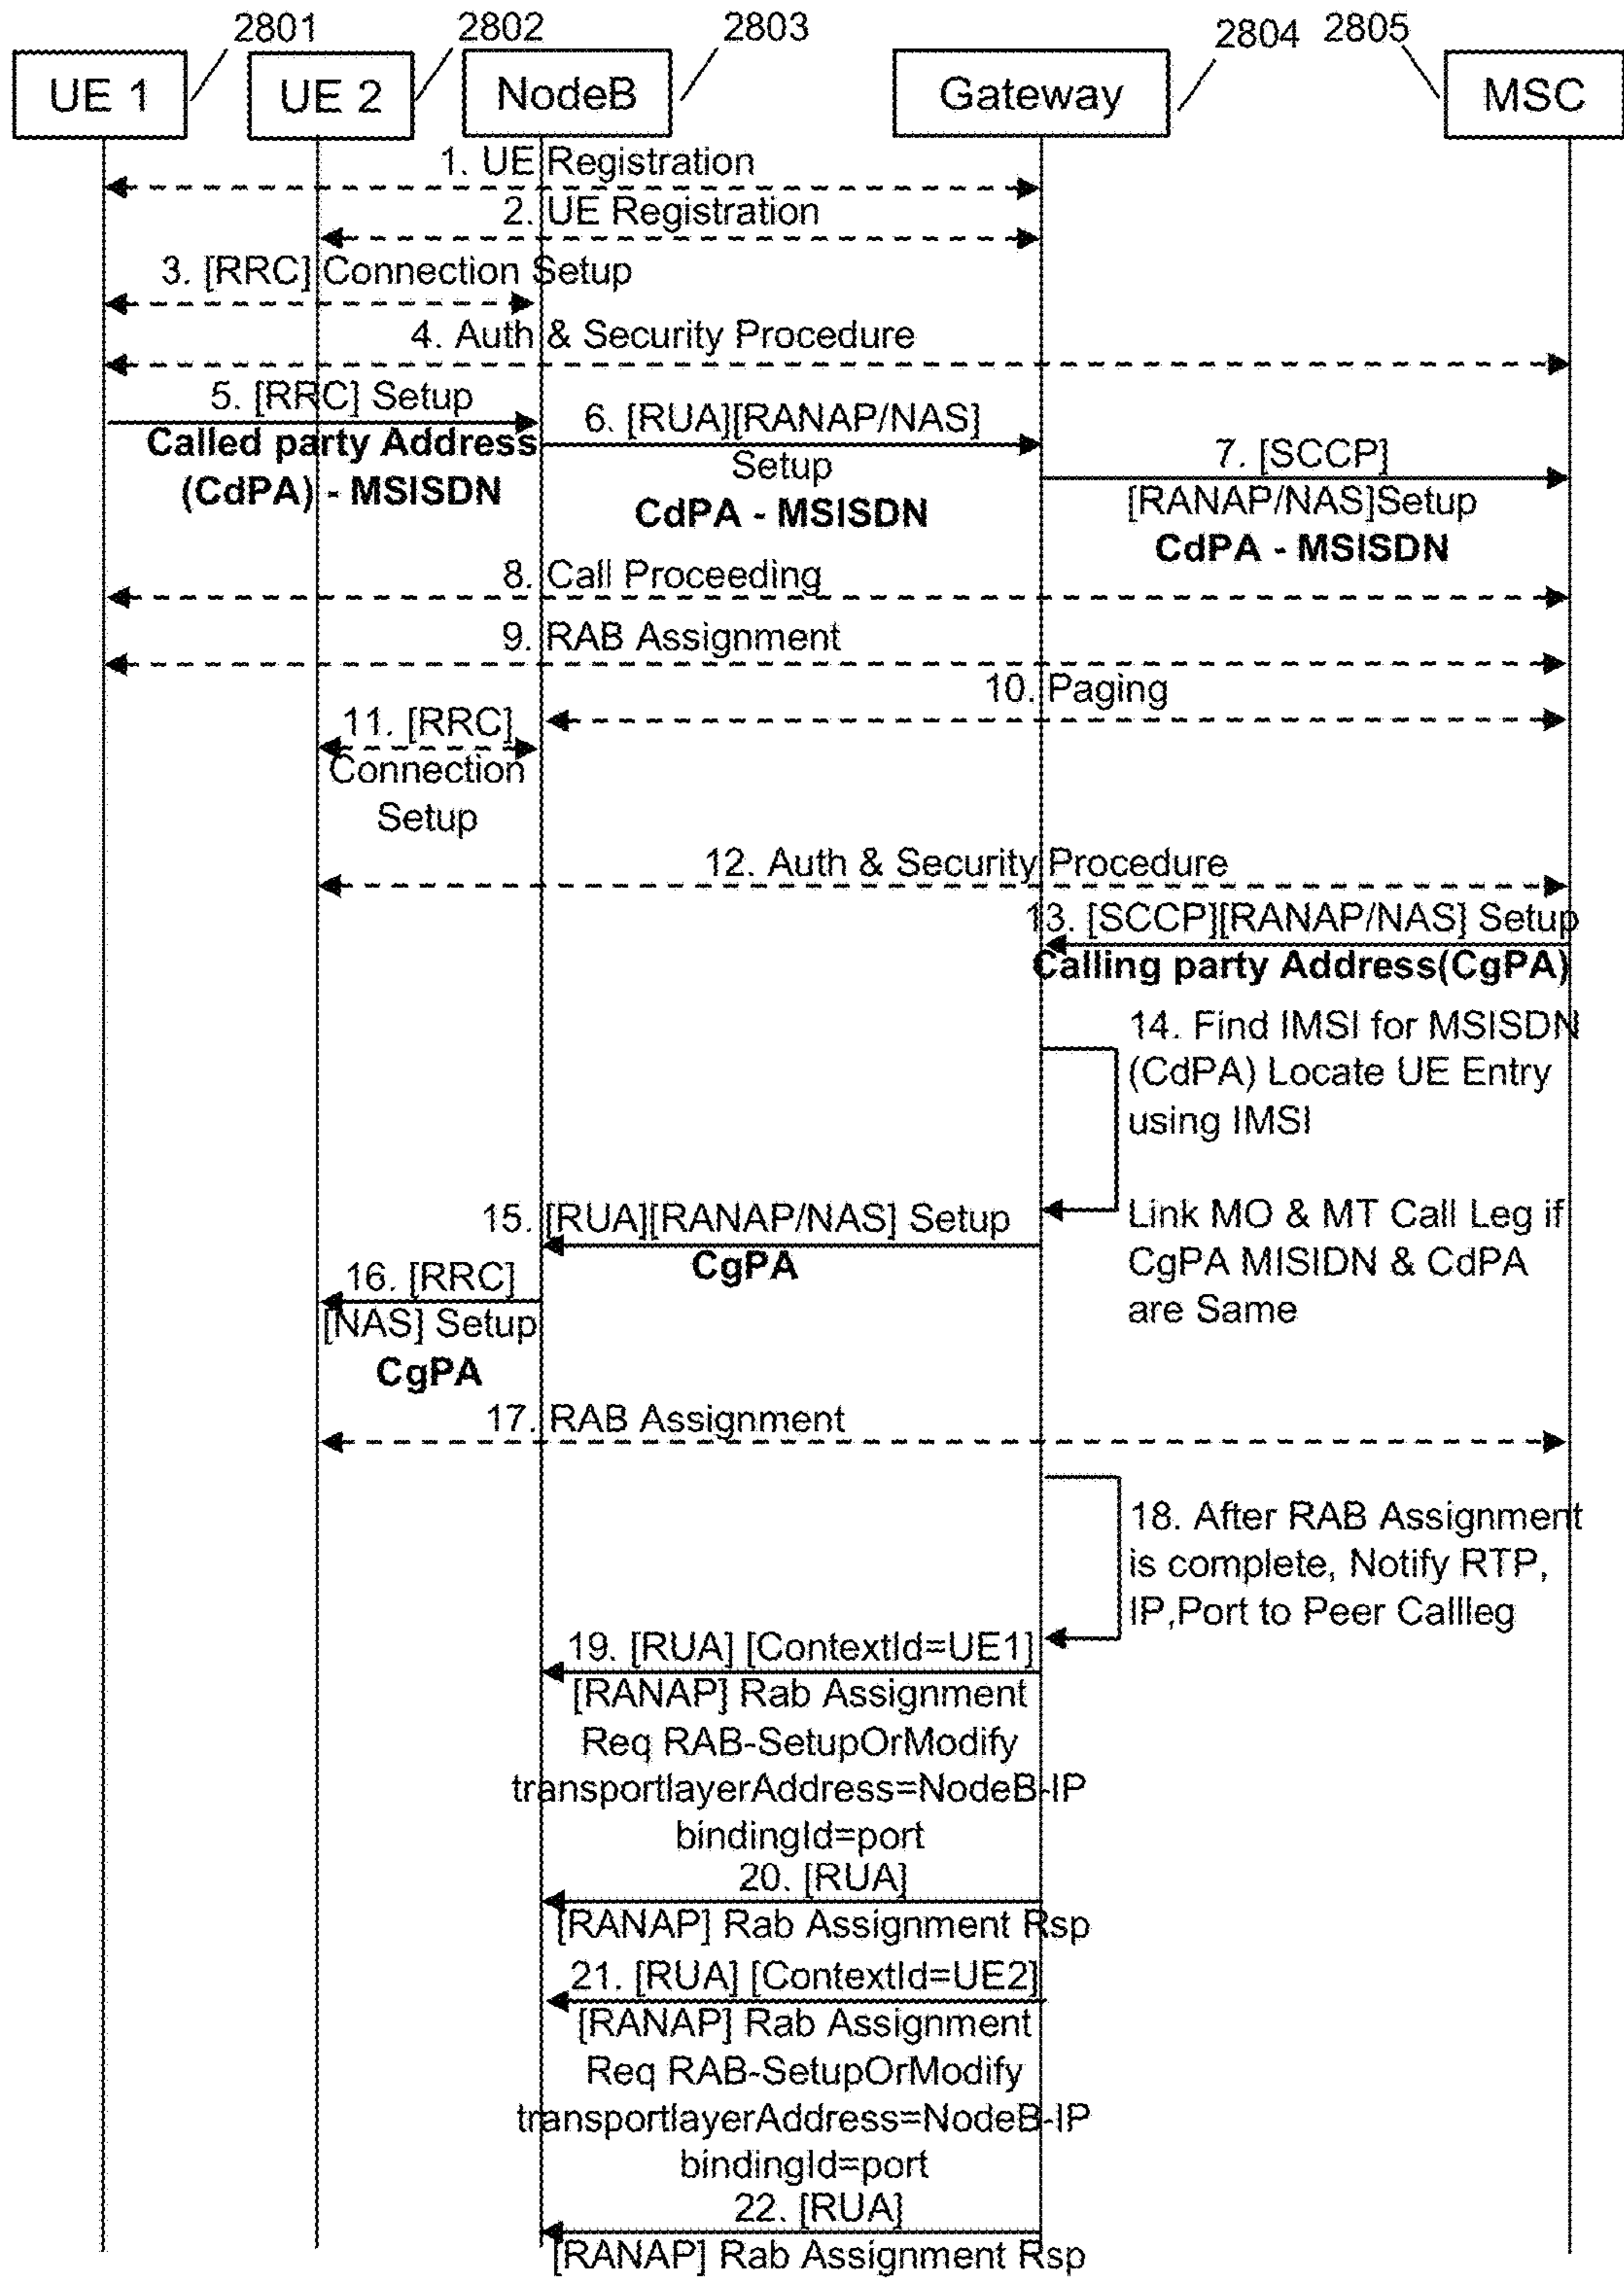 2801
2802
2803
2804
2805
UE 1
UE 2
NodeB
Gateway
MSC
1. UE Registration
2. UE Registration
3. [RRC] Connection Setup
4. Auth & Security Procedure
5. [RRC] Setup
Called party Address
(CdPA) - MSISDN
6. [RUA][RANAP/NAS]
Setup
CdPA - MSISDN
7. [SCCP]
[RANAP/NAS]Setup
CdPA - MSISDN
8. Call Proceeding
9. RAB Assignment
10. Paging
11. [RRC]
Connection
Setup
12. Auth & Security Procedure
13. [SCCP][RANAP/NAS] Setup
Calling party Address(CgPA)
14. Find IMSI for MSISDN
(CdPA) Locate UE Entry
using IMSI
Link MO & MT Call Leg if
CgPA MISIDN & CdPA
are Same
15. [RUA][RANAP/NAS] Setup
CgPA
16. [RRC]
[NAS] Setup
CgPA
17. RAB Assignment
18. After RAB Assignment
is complete, Notify RTP,
IP,Port to Peer Callleg
19. [RUA] [ContextId=UE1]
[RANAP] Rab Assignment
Req RAB-SetupOrModify
transportlayerAddress=NodeB-IP
bindingId=port
20. [RUA]
[RANAP] Rab Assignment Rsp
21. [RUA] [ContextId=UE2]
[RANAP] Rab Assignment
Req RAB-SetupOrModify
transportlayerAddress=NodeB-IP
bindingId=port
22. [RUA]
[RANAP] Rab Assignment Rsp